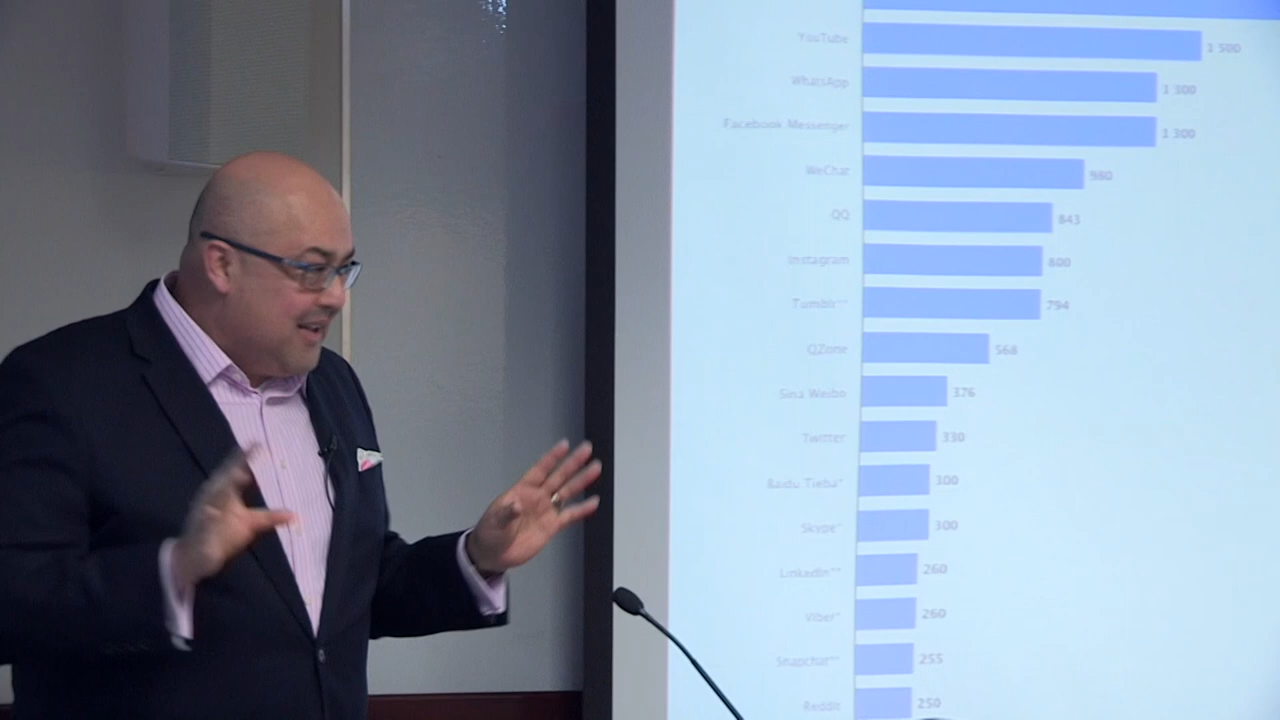 YouTube 1 500
WhatsApp 1 300
Facebook Messenger 1 300
WeChat 980
QQ 843
Instagram 800
Tumblr** 794
QZone 568
Sina Weibo 376
Twitter 330
Baidu Tieba* 300
Skype* 300
LinkedIn** 260
Viber* 260
Snapchat** 255
Reddit 250